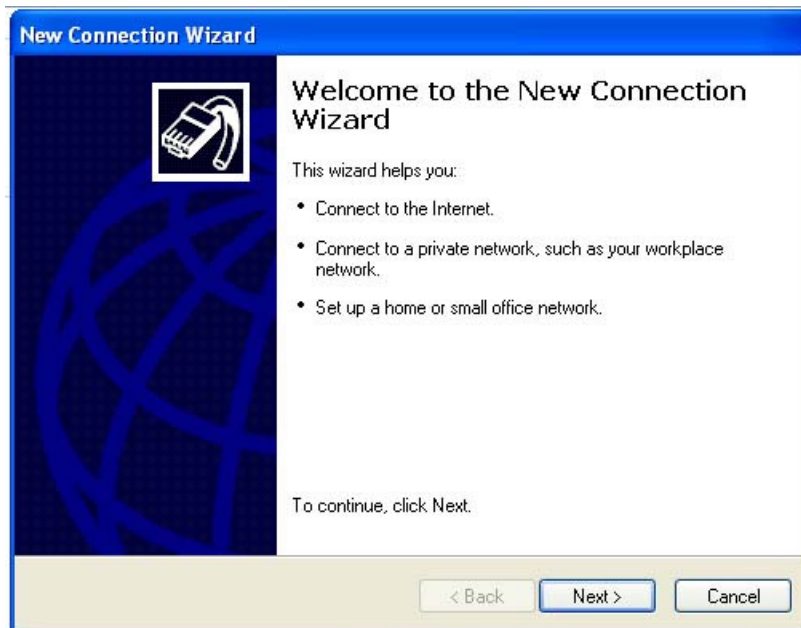 New Connection Wizard
Welcome to the New Connection
Wizard
This wizard helps you:
• Connect to the Internet.
• Connect to a private network, such as your workplace
network.
• Set up a home or small office network.
To continue, click Next.
< Back Next > Cancel